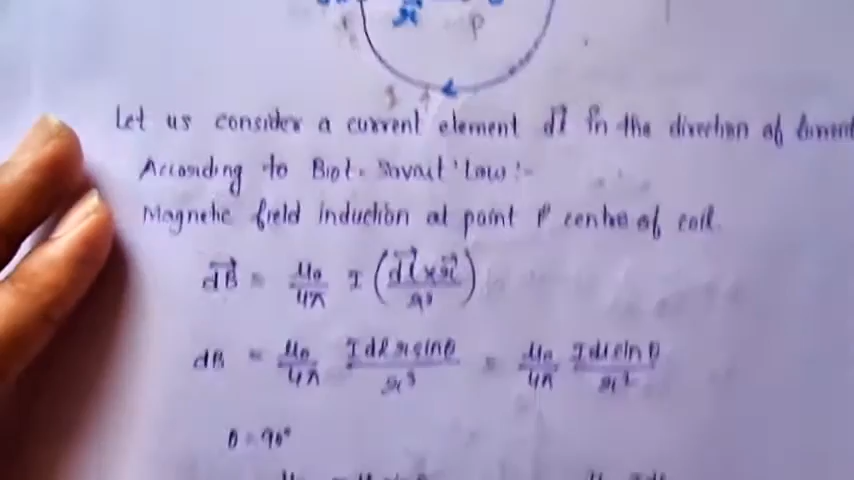 r P
Let us consider a current element d𝑙⃗ in the direction of current
According to Biot-Savart Law:-
Magnetic field induction at point P centre of coil.
dB⃗ = μ₀/4π I (d𝑙⃗ × r⃗ / r³)
dB = μ₀/4π I dl r sinθ / r³ = μ₀/4π I dl sinθ / r²
θ = 90°